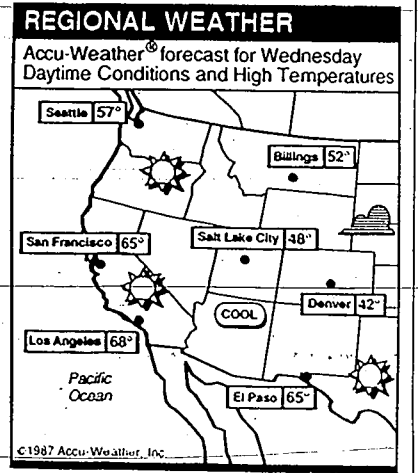 REGIONAL WEATHER
Accu-Weather® forecast for Wednesday
Daytime Conditions and High Temperatures
Seattle 57°
Billings 52°
San Francisco 65°
Salt Lake City 48°
Denver 42°
COOL
Los Angeles 68°
Pacific
Ocean
El Paso 65°
©1987 Accu-Weather, Inc.